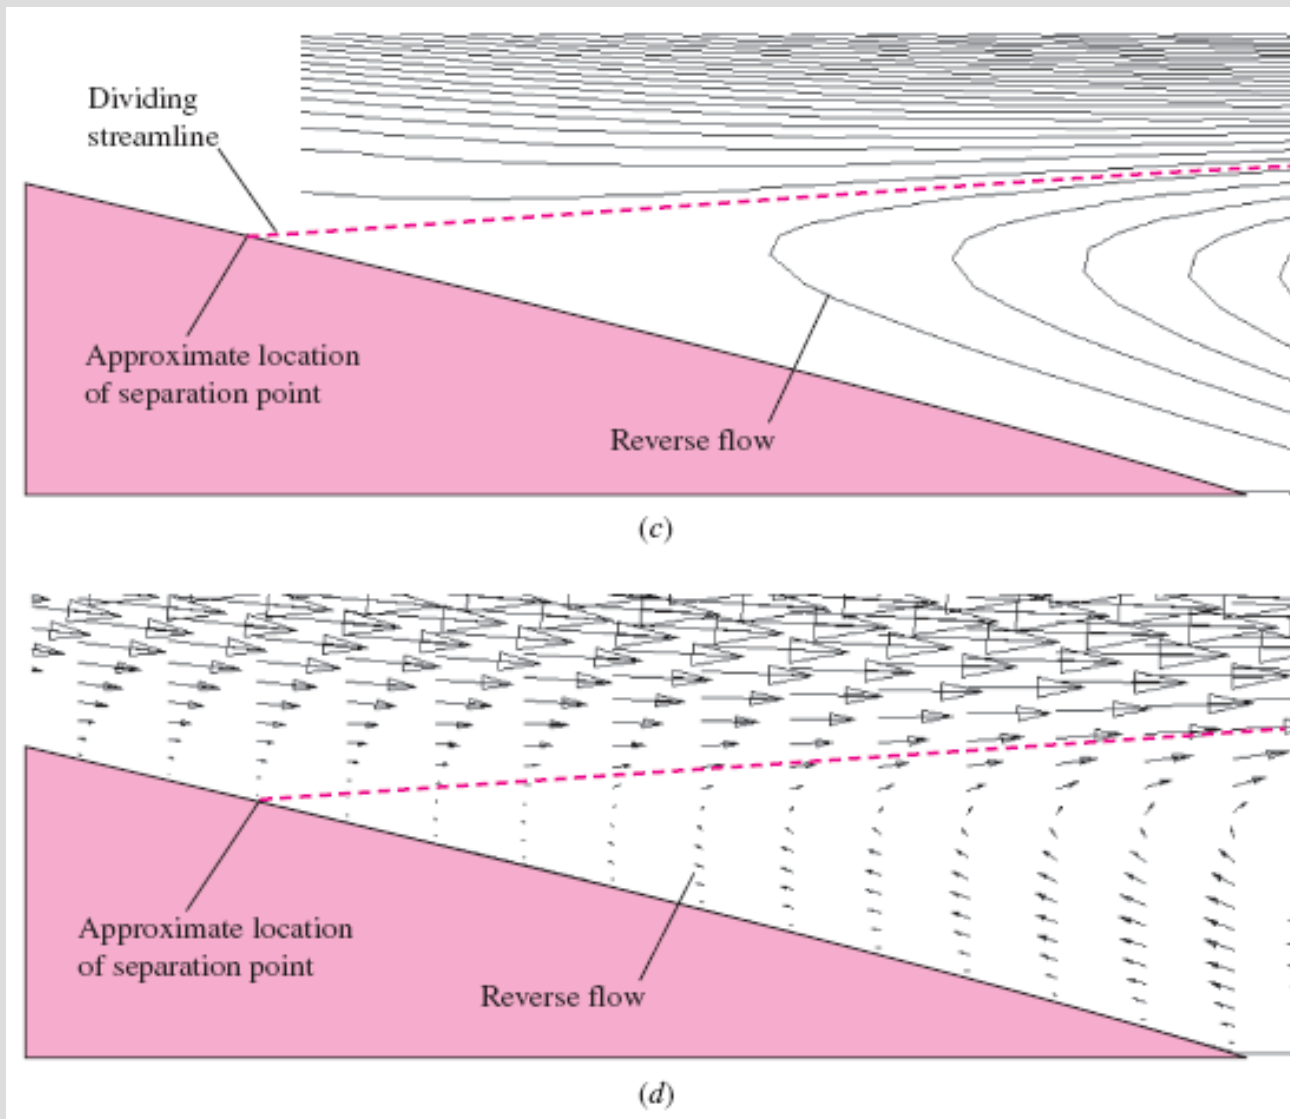 Dividing
streamline
Approximate location
of separation point
Reverse flow
(c)
Approximate location
of separation point
Reverse flow
(d)